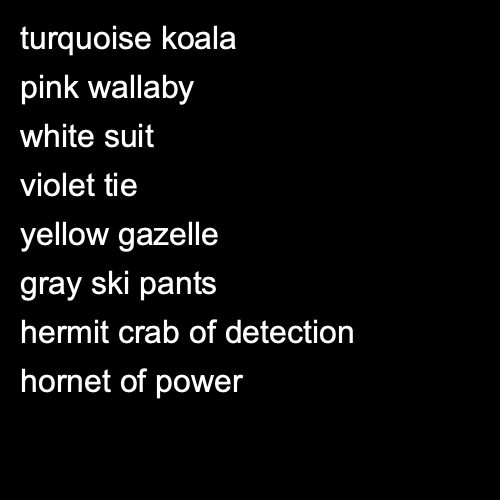 turquoise koala
pink wallaby
white suit
violet tie
yellow gazelle
gray ski pants
hermit crab of detection
hornet of power